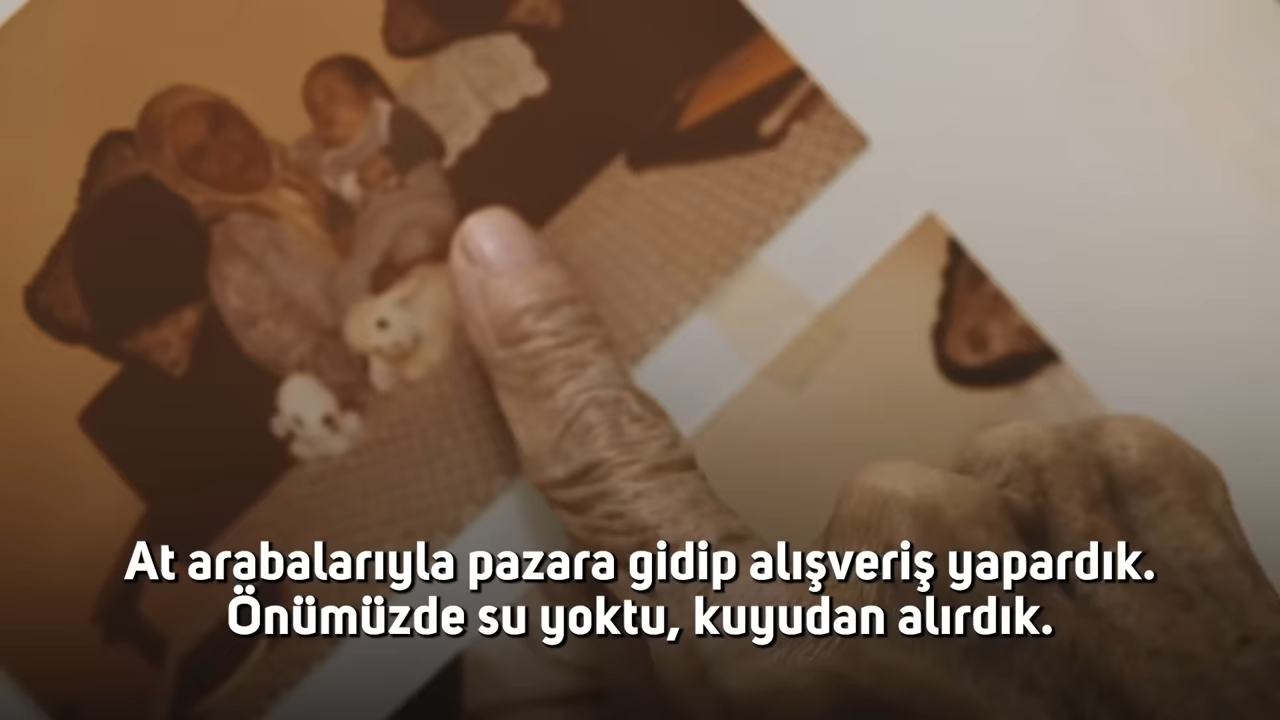 At arabalarıyla pazara gidip alışveriş yapardık.
Önümüzde su yoktu, kuyudan alırdık.